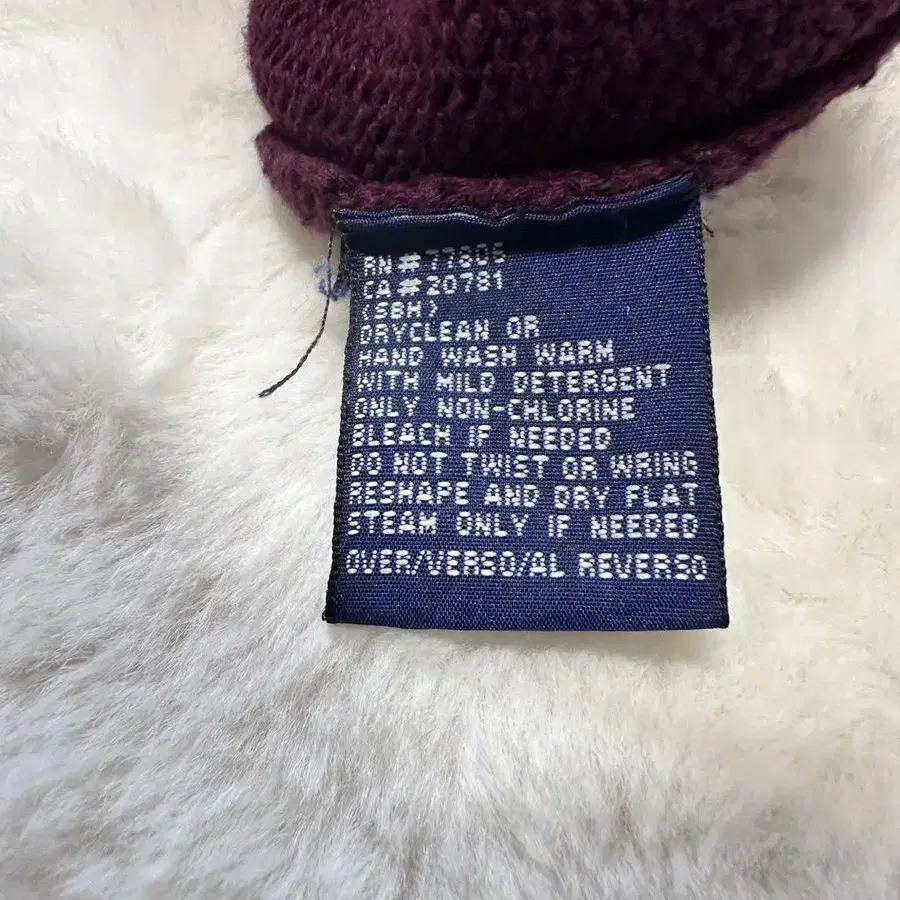 RN#77806
CA#20781
(SBH)
DRYCLEAN OR
HAND WASH WARM
WITH MILD DETERGENT
ONLY NON-CHLORINE
BLEACH IF NEEDED
DO NOT TWIST OR WRING
RESHAPE AND DRY FLAT
STEAM ONLY IF NEEDED
OVER/VERSO/AL REVERSO